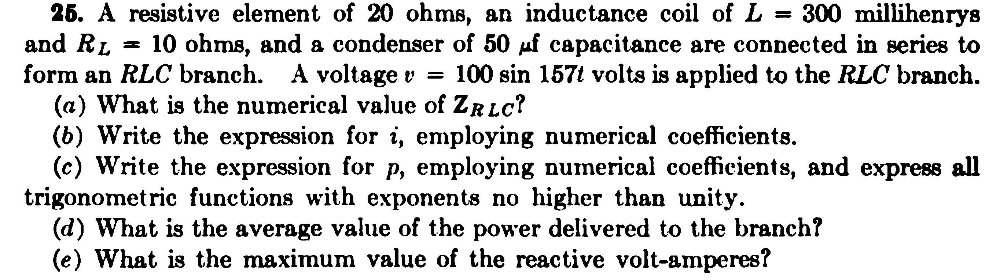 25. A resistive element of 20 ohms, an inductance coil of L = 300 millihenrys
and R_L = 10 ohms, and a condenser of 50 μf capacitance are connected in series to
form an RLC branch. A voltage v = 100 sin 157t volts is applied to the RLC branch.
(a) What is the numerical value of Z_RLC?
(b) Write the expression for i, employing numerical coefficients.
(c) Write the expression for p, employing numerical coefficients, and express all
trigonometric functions with exponents no higher than unity.
(d) What is the average value of the power delivered to the branch?
(e) What is the maximum value of the reactive volt-amperes?